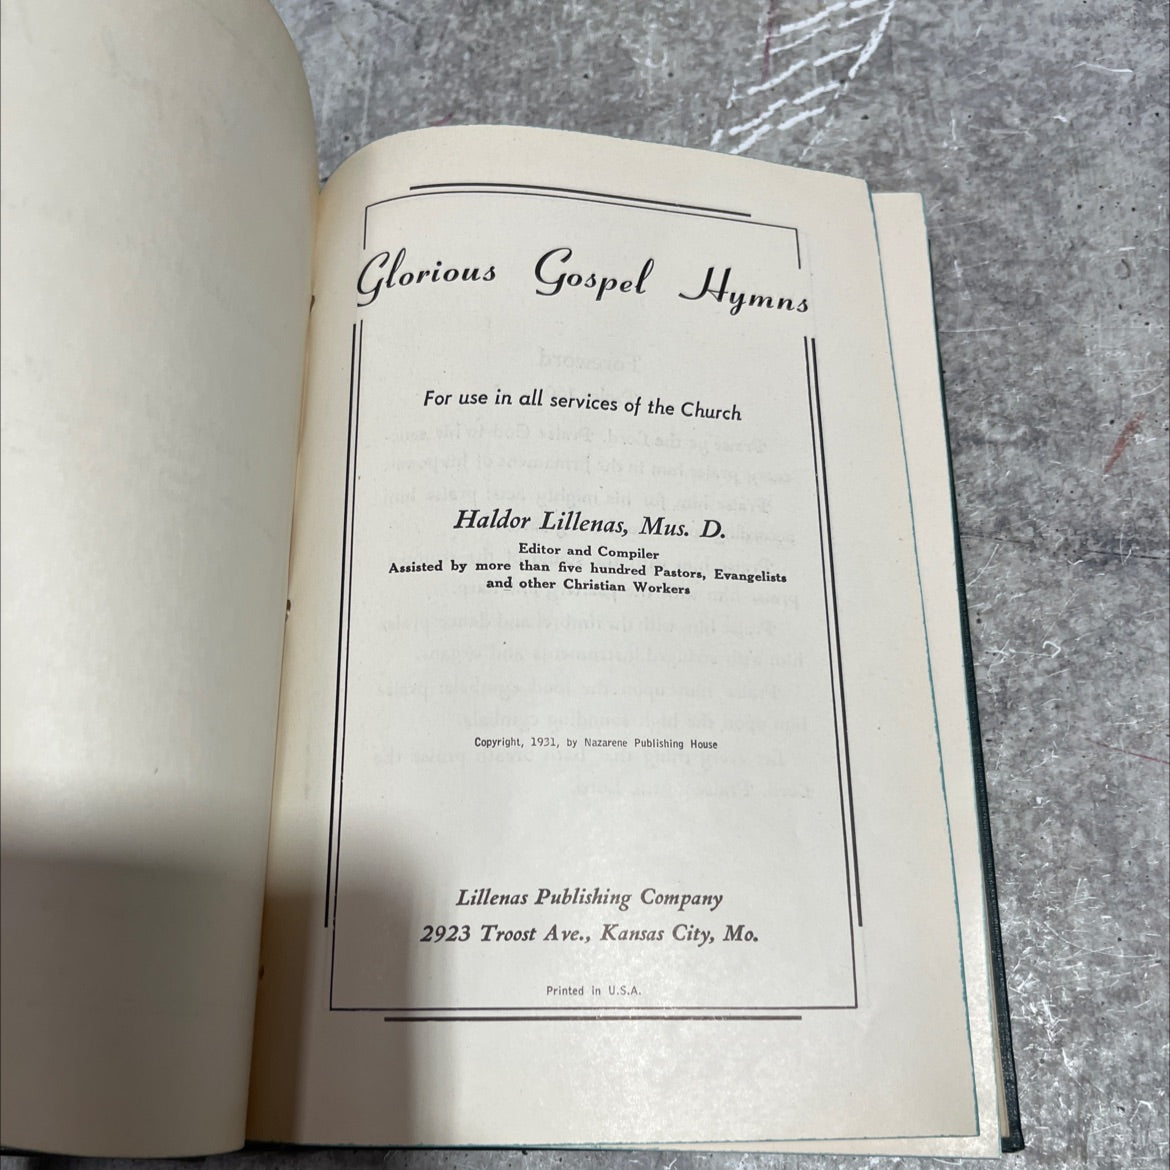 Glorious Gospel Hymns
For use in all services of the Church
Haldor Lillenas, Mus. D.
Editor and Compiler
Assisted by more than five hundred Pastors, Evangelists
and other Christian Workers
Copyright, 1931, by Nazarene Publishing House
Lillenas Publishing Company
2923 Troost Ave., Kansas City, Mo.
Printed in U.S.A.